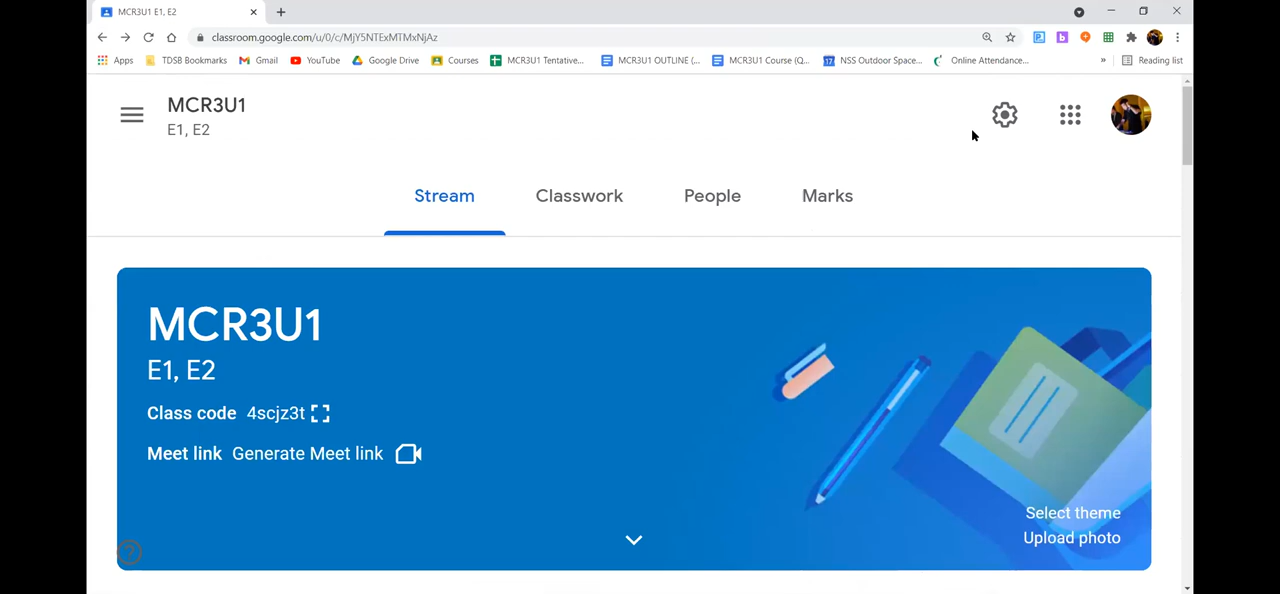 MCR3U1 E1, E2
classroom.google.com/u/0/c/MjY5NTExMTMxNjAz
Apps TDSB Bookmarks Gmail YouTube Google Drive Courses MCR3U1 Tentative... MCR3U1 OUTLINE (... MCR3U1 Course (Q... NSS Outdoor Space... Online Attendance... » Reading list
MCR3U1
E1, E2
Stream Classwork People Marks
MCR3U1
E1, E2
Class code 4scjz3t
Meet link Generate Meet link
Select theme
Upload photo